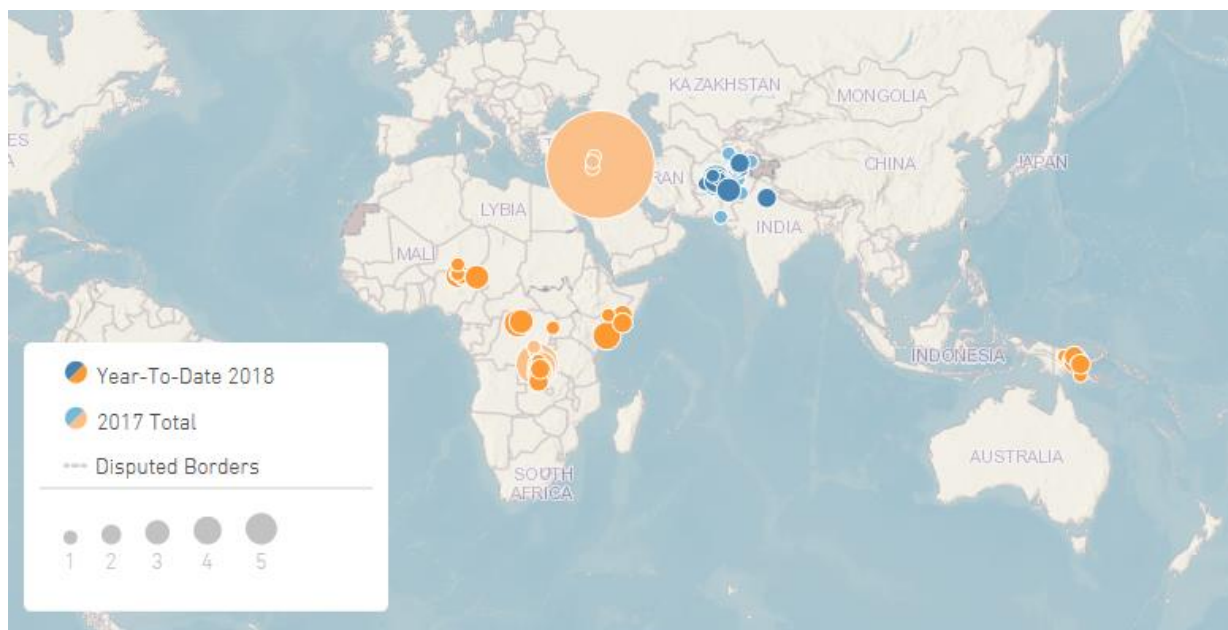 KAZAKHSTAN
MONGOLIA
ES
A
T
RAN
CHINA
JAPAN
LYBIA
INDIA
MALI
INDONESIA
AUSTRALIA
SOUTH
AFRICA
Year-To-Date 2018
2017 Total
Disputed Borders
1 2 3 4 5